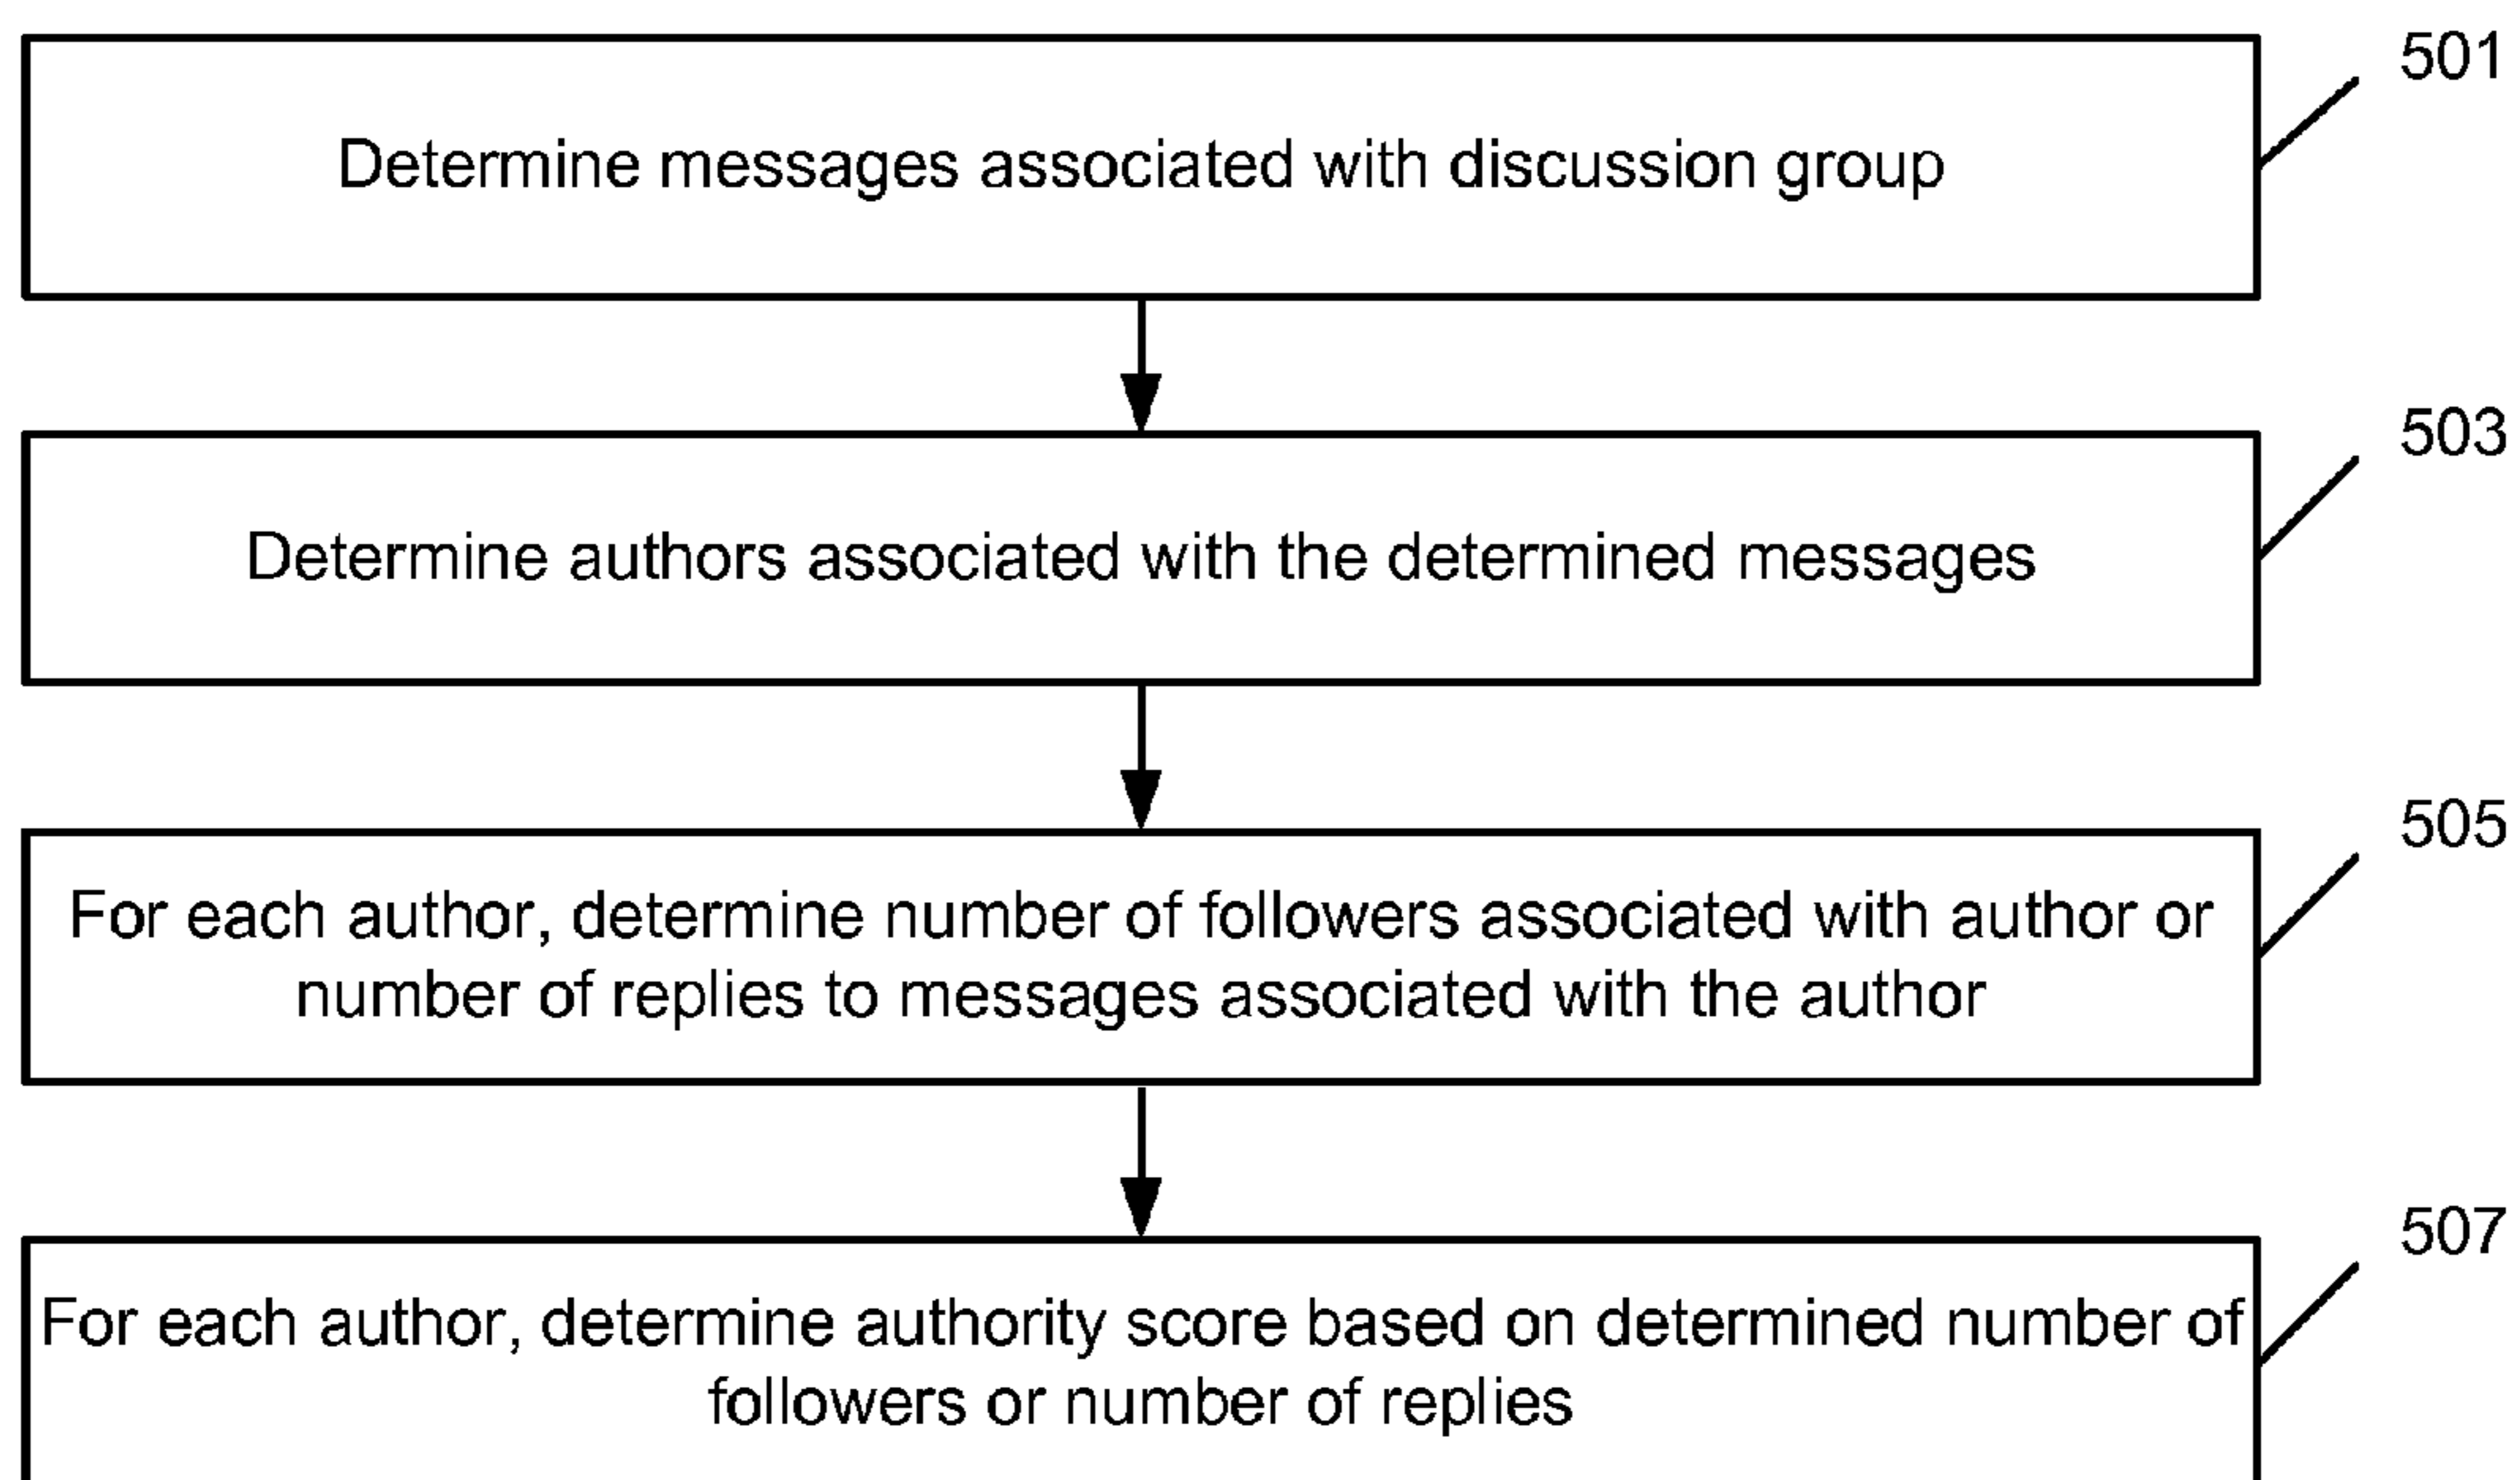 501
Determine messages associated with discussion group
503
Determine authors associated with the determined messages
505
For each author, determine number of followers associated with author or
number of replies to messages associated with the author
507
For each author, determine authority score based on determined number of
followers or number of replies